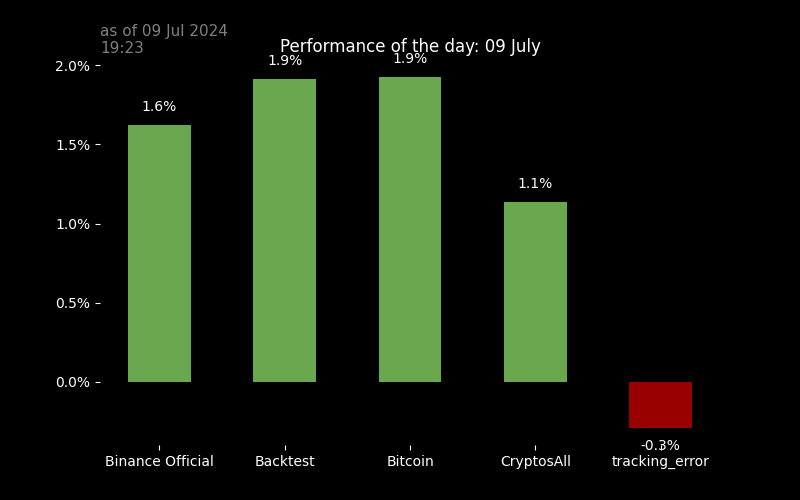 as of 09 Jul 2024
19:23
Performance of the day: 09 July
2.0%
1.5%
1.0%
0.5%
0.0%
1.6%
1.9%
1.9%
1.1%
-0.3%
Binance Official
Backtest
Bitcoin
CryptosAll
tracking_error